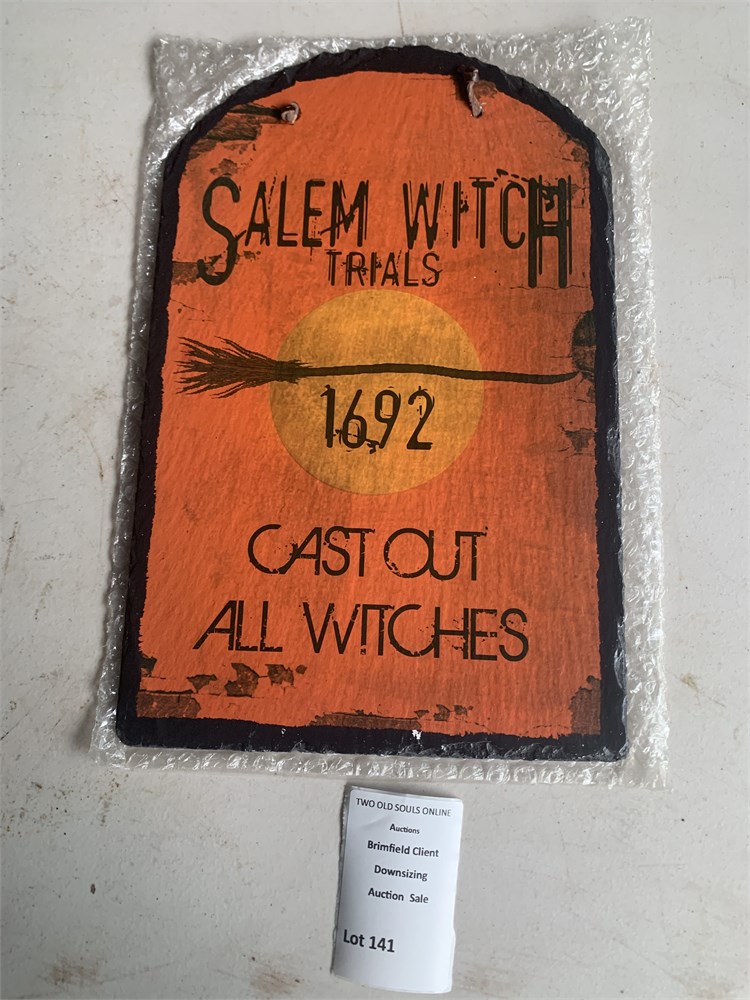 SALEM WITCH
TRIALS
1692
CAST OUT
ALL WITCHES
TWO OLD SOULS ONLINE
Auctions
Brimfield Client
Downsizing
Auction Sale
Lot 141